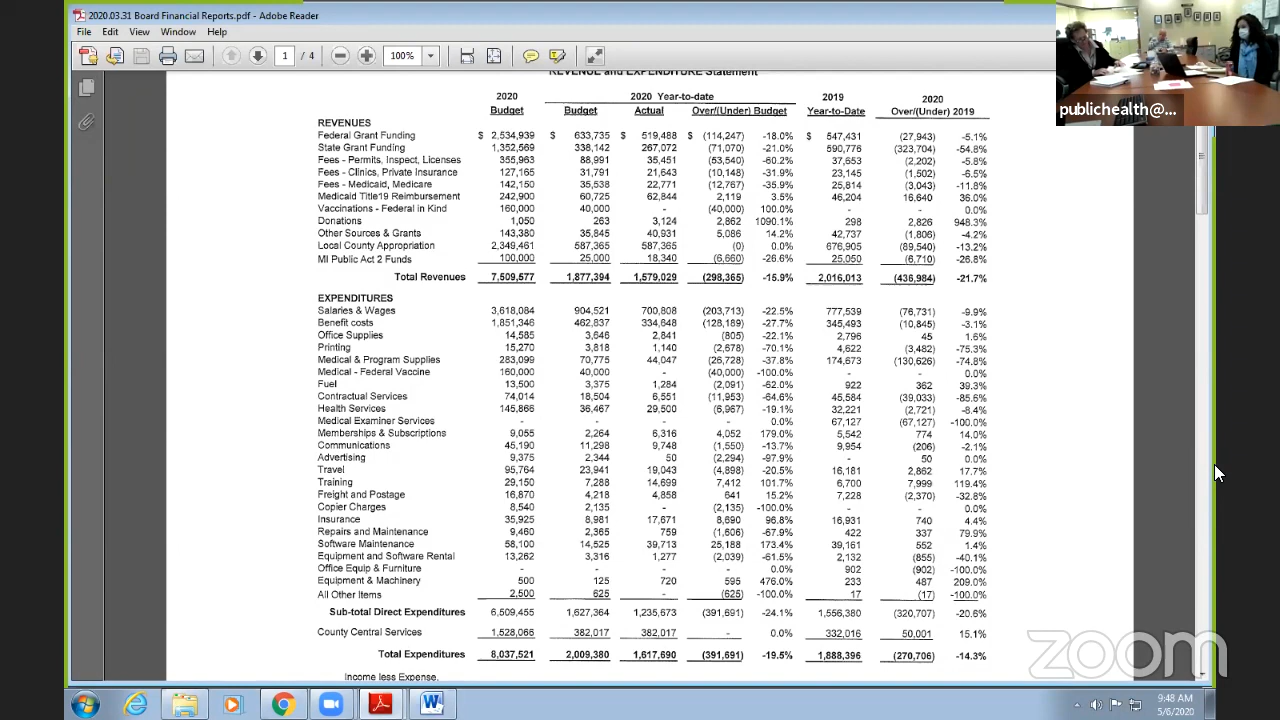 2020.03.31 Board Financial Reports.pdf - Adobe Reader
File Edit View Window Help
1 / 4 100%
publichealth@...
REVENUE and EXPENDITURE Statement
2020 2020 Year-to-date 2019 2020
Budget Budget Actual Over/(Under) Budget Year-to-Date Over/(Under) 2019
REVENUES
Federal Grant Funding $ 2,534,939 $ 633,735 $ 519,488 $ (114,247) -18.0% $ 547,431 (27,943) -5.1%
State Grant Funding 1,352,569 338,142 267,072 (71,070) -21.0% 590,776 (323,704) -54.8%
Fees - Permits, Inspect, Licenses 355,963 88,991 35,451 (53,540) -60.2% 37,653 (2,202) -5.8%
Fees - Clinics, Private Insurance 127,165 31,791 21,643 (10,148) -31.9% 23,145 (1,502) -6.5%
Fees - Medicaid, Medicare 142,150 35,538 22,771 (12,767) -35.9% 25,814 (3,043) -11.8%
Medicaid Title19 Reimbursement 242,900 60,725 62,844 2,119 3.5% 46,204 16,640 36.0%
Vaccinations - Federal in Kind 160,000 40,000 - (40,000) 100.0% - - 0.0%
Donations 1,050 263 3,124 2,862 1090.1% 298 2,826 948.3%
Other Sources & Grants 143,380 35,845 40,931 5,086 14.2% 42,737 (1,806) -4.2%
Local County Appropriation 2,349,461 587,365 587,365 (0) 0.0% 676,905 (89,540) -13.2%
MI Public Act 2 Funds 100,000 25,000 18,340 (6,660) -26.6% 25,050 (6,710) -26.8%
Total Revenues 7,509,577 1,877,394 1,579,029 (298,365) -15.9% 2,016,013 (436,984) -21.7%
EXPENDITURES
Salaries & Wages 3,618,084 904,521 700,808 (203,713) -22.5% 777,539 (76,731) -9.9%
Benefit costs 1,851,346 462,837 334,648 (128,189) -27.7% 345,493 (10,845) -3.1%
Office Supplies 14,585 3,646 2,841 (805) -22.1% 2,796 45 1.6%
Printing 15,270 3,818 1,140 (2,678) -70.1% 4,622 (3,482) -75.3%
Medical & Program Supplies 283,099 70,775 44,047 (26,728) -37.8% 174,673 (130,626) -74.8%
Medical - Federal Vaccine 160,000 40,000 - (40,000) -100.0% - - 0.0%
Fuel 13,500 3,375 1,284 (2,091) -62.0% 922 362 39.3%
Contractual Services 74,014 18,504 6,551 (11,953) -64.6% 45,584 (39,033) -85.6%
Health Services 145,866 36,467 29,500 (6,967) -19.1% 32,221 (2,721) -8.4%
Medical Examiner Services - - - - 0.0% 67,127 (67,127) -100.0%
Memberships & Subscriptions 9,055 2,264 6,316 4,052 179.0% 5,542 774 14.0%
Communications 45,190 11,298 9,748 (1,550) -13.7% 9,954 (206) -2.1%
Advertising 9,375 2,344 50 (2,294) -97.9% - 50 0.0%
Travel 95,764 23,941 19,043 (4,898) -20.5% 16,181 2,862 17.7%
Training 29,150 7,288 14,699 7,412 101.7% 6,700 7,999 119.4%
Freight and Postage 16,870 4,218 4,858 641 15.2% 7,228 (2,370) -32.8%
Copier Charges 8,540 2,135 - (2,135) -100.0% - - 0.0%
Insurance 35,925 8,981 17,671 8,690 96.8% 16,931 740 4.4%
Repairs and Maintenance 9,460 2,365 759 (1,606) -67.9% 422 337 79.9%
Software Maintenance 58,100 14,525 39,713 25,188 173.4% 39,161 552 1.4%
Equipment and Software Rental 13,262 3,316 1,277 (2,039) -61.5% 2,132 (855) -40.1%
Office Equip & Furniture - - - - 0.0% 902 (902) -100.0%
Equipment & Machinery 500 125 720 595 476.0% 233 487 209.0%
All Other Items 2,500 625 - (625) -100.0% 17 (17) -100.0%
Sub-total Direct Expenditures 6,509,455 1,627,364 1,235,673 (391,691) -24.1% 1,556,380 (320,707) -20.6%
County Central Services 1,528,066 382,017 382,017 - 0.0% 332,016 50,001 15.1%
Total Expenditures 8,037,521 2,009,380 1,617,690 (391,691) -19.5% 1,888,396 (270,706) -14.3%
Income less Expense,
zoom
9:48 AM
5/6/2020